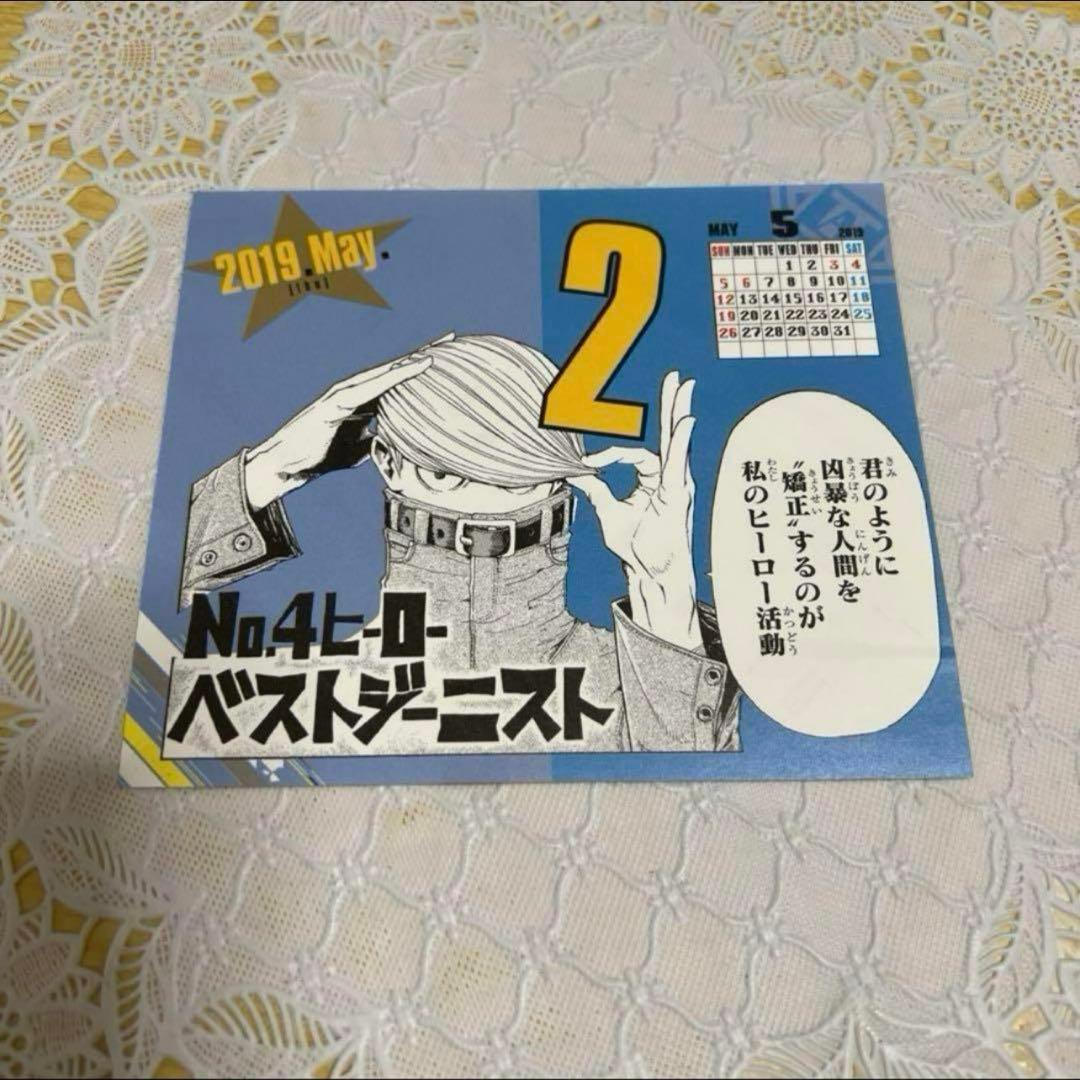 2019.May.
[THU]
2
MAY 5 2019
SUN MON TUE WED THU FRI SAT
1 2 3 4
5 6 7 8 9 10 11
12 13 14 15 16 17 18
19 20 21 22 23 24 25
26 27 28 29 30 31
君のように
凶暴な人間を
〝矯正〟するのが
私のヒーロー活動
No.4ヒーロー
ベストジーニスト